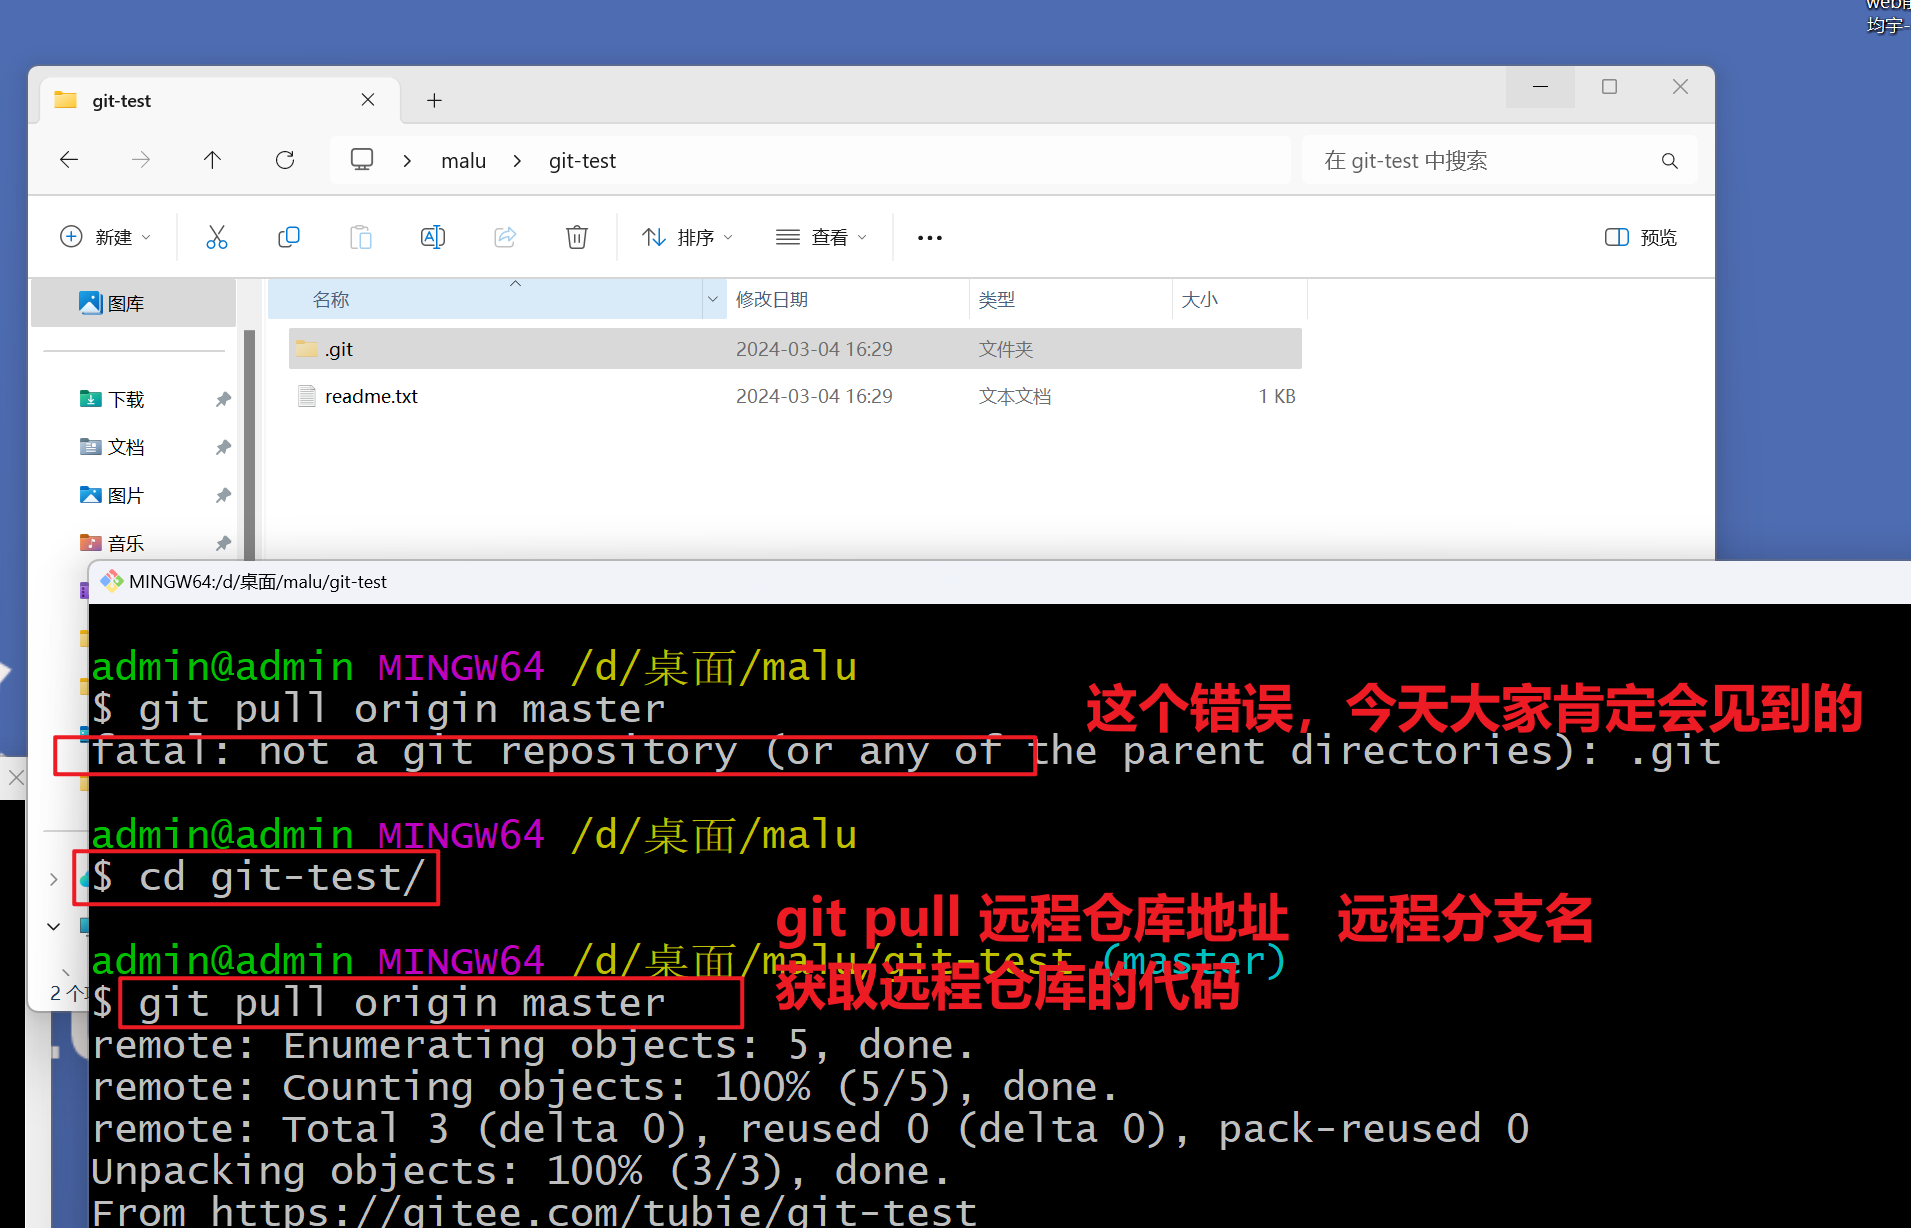 web前
均宇-
git-test
malu
git-test
在 git-test 中搜索
新建
排序
查看
预览
图库
名称
修改日期
类型
大小
.git
2024-03-04 16:29
文件夹
readme.txt
2024-03-04 16:29
文本文档
1 KB
下载
文档
图片
音乐
MINGW64:/d/桌面/malu/git-test
admin@admin MINGW64 /d/桌面/malu
$ git pull origin master
这个错误，今天大家肯定会见到的
fatal: not a git repository (or any of the parent directories): .git
admin@admin MINGW64 /d/桌面/malu
$ cd git-test/
git pull 远程仓库地址 远程分支名
admin@admin MINGW64 /d/桌面/malu/git-test (master)
获取远程仓库的代码
2 个
$ git pull origin master
remote: Enumerating objects: 5, done.
remote: Counting objects: 100% (5/5), done.
remote: Total 3 (delta 0), reused 0 (delta 0), pack-reused 0
Unpacking objects: 100% (3/3), done.
From https://gitee.com/tubie/git-test